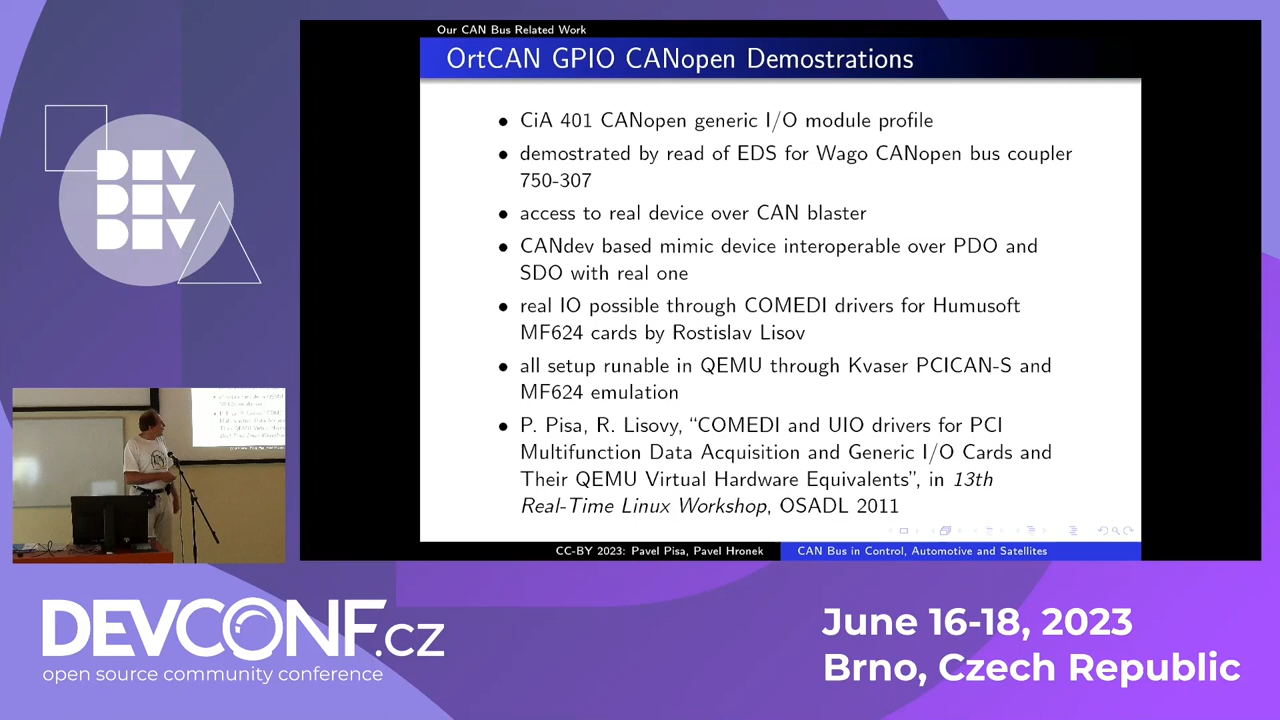 Our CAN Bus Related Work
OrtCAN GPIO CANopen Demostrations
• CiA 401 CANopen generic I/O module profile
• demostrated by read of EDS for Wago CANopen bus coupler
750-307
• access to real device over CAN blaster
• CANdev based mimic device interoperable over PDO and
SDO with real one
• real IO possible through COMEDI drivers for Humusoft
MF624 cards by Rostislav Lisov
• all setup runable in QEMU through Kvaser PCICAN-S and
MF624 emulation
• P. Pisa, R. Lisovy, “COMEDI and UIO drivers for PCI
Multifunction Data Acquisition and Generic I/O Cards and
Their QEMU Virtual Hardware Equivalents”, in 13th
Real-Time Linux Workshop, OSADL 2011
CC-BY 2023: Pavel Pisa, Pavel Hronek
CAN Bus in Control, Automotive and Satellites
DEV
DEV
DEV
DEVCONF.cz
open source community conference
June 16-18, 2023
Brno, Czech Republic